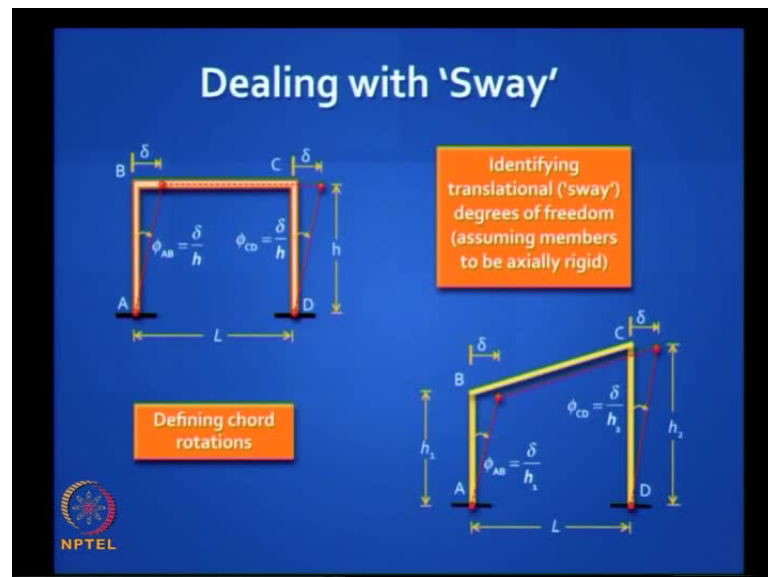 Dealing with ‘Sway’
δ
δ
B
C
φAB = δ/h
φCD = δ/h
h
A
D
L
Identifying
translational (‘sway’)
degrees of freedom
(assuming members
to be axially rigid)
Defining chord
rotations
δ
δ
C
B
φCD = δ/h₂
h₁
h₂
φAB = δ/h₁
A
D
L
NPTEL